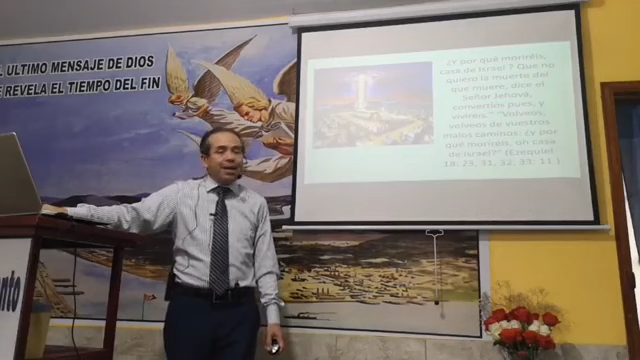 L ULTIMO MENSAJE DE DIOS
E REVELA EL TIEMPO DEL FIN
¿Y por qué moriréis,
casa de Israel? Que no
quiero la muerte del
que muere, dice el
Señor Jehová,
convertíos pues, y
viviréis." "Volveos,
volveos de vuestros
malos caminos: ¿y por
qué moriréis, oh casa
de Israel?" (Ezequiel
18: 23, 31, 32; 33: 11 )
nto